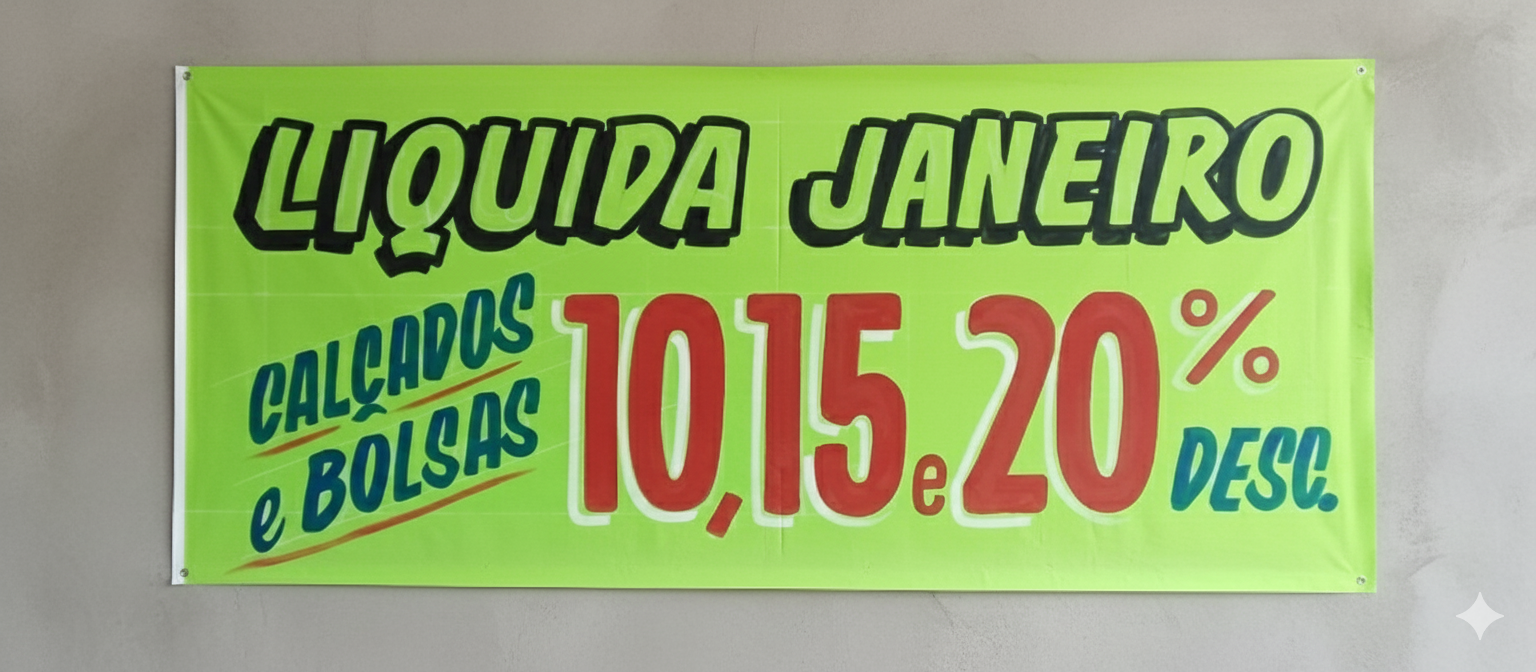 LIQUIDA JANEIRO
CALÇADOS
e BOLSAS
10,15 e 20%
DESC.